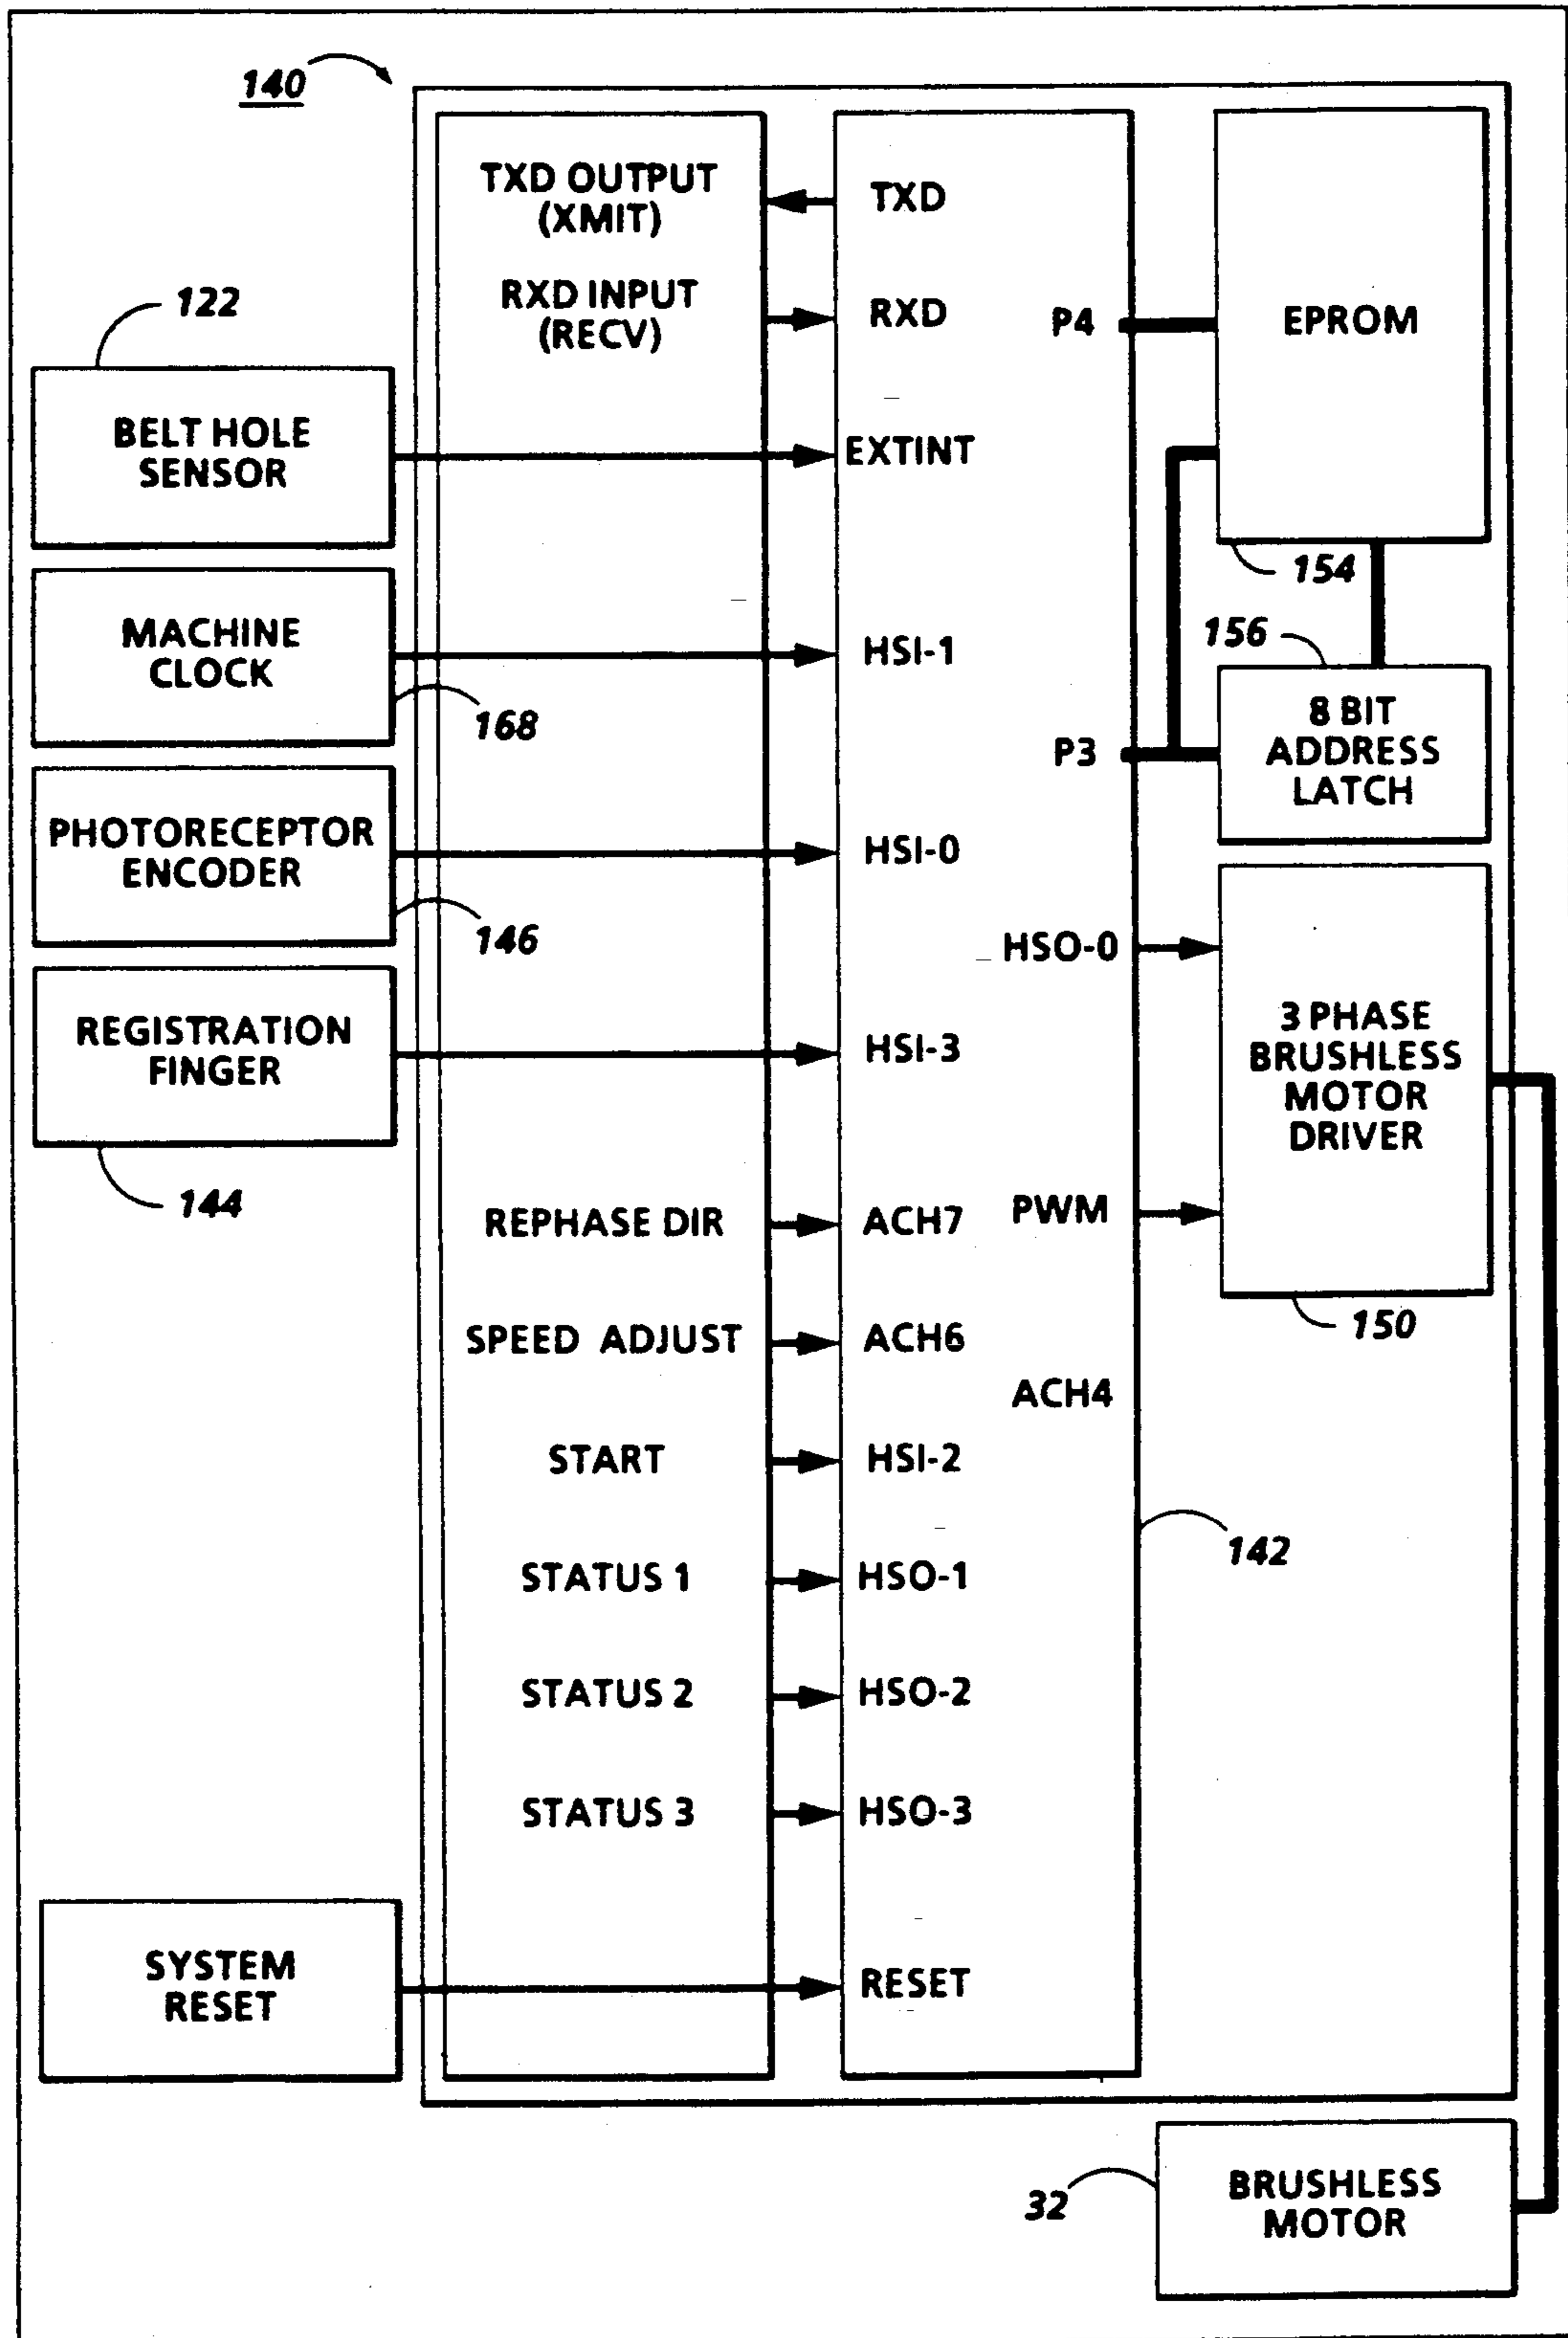 140
TXD OUTPUT
(XMIT)
TXD
RXD INPUT
(RECV)
RXD
P4
EPROM
122
BELT HOLE
SENSOR
EXTINT
154
156
MACHINE
CLOCK
HSI-1
168
P3
8 BIT
ADDRESS
LATCH
PHOTORECEPTOR
ENCODER
HSI-0
146
HSO-0
REGISTRATION
FINGER
HSI-3
3 PHASE
BRUSHLESS
MOTOR
DRIVER
144
REPHASE DIR
ACH7
PWM
150
SPEED ADJUST
ACH6
ACH4
START
HSI-2
142
STATUS 1
HSO-1
STATUS 2
HSO-2
STATUS 3
HSO-3
SYSTEM
RESET
RESET
32
BRUSHLESS
MOTOR